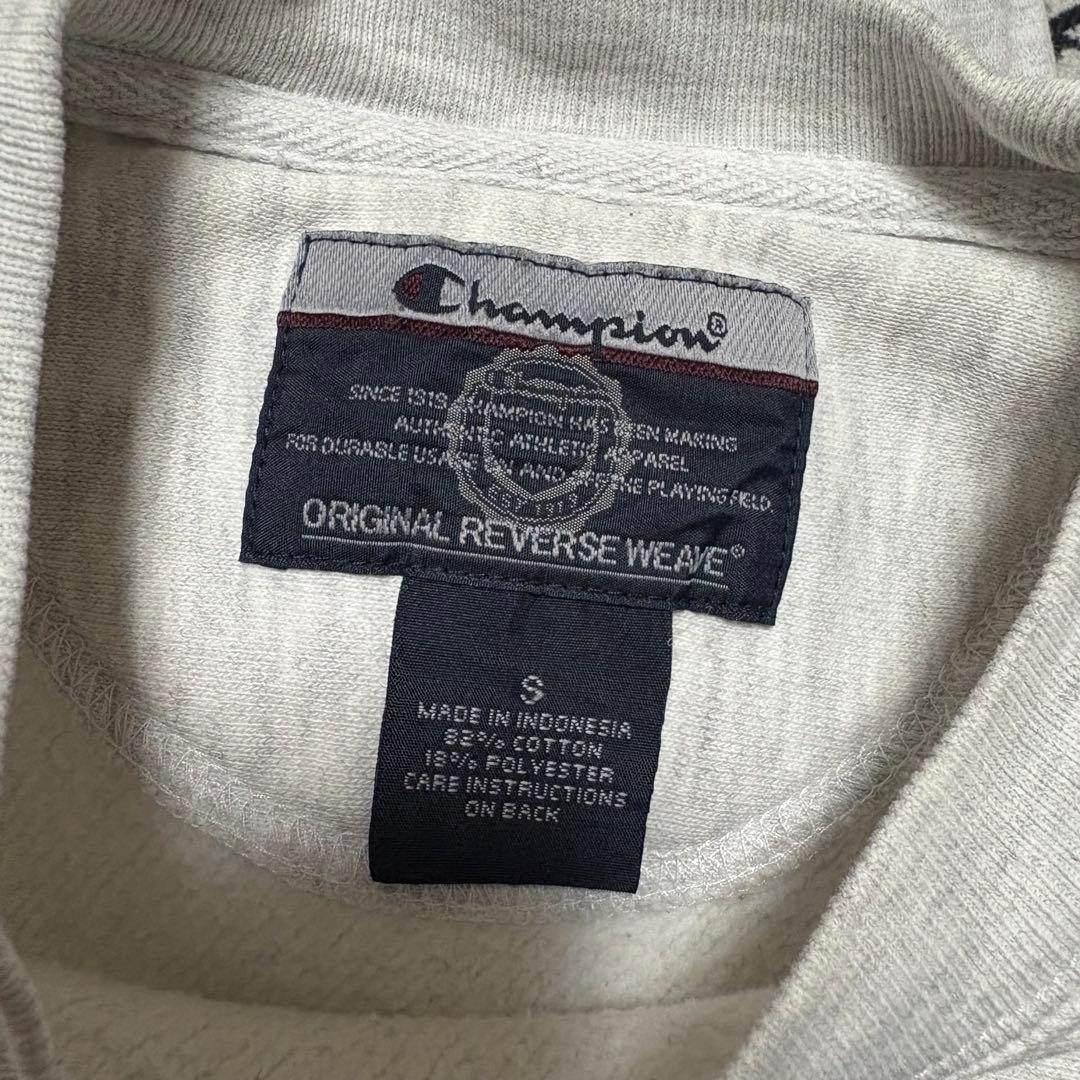 Champion®
SINCE 1919, CHAMPION HAS BEEN MAKING
AUTHENTIC ATHLETIC APPAREL
FOR DURABLE USAGE ON AND OFF THE PLAYING FIELD.
ORIGINAL REVERSE WEAVE®
S
MADE IN INDONESIA
82% COTTON
18% POLYESTER
CARE INSTRUCTIONS
ON BACK